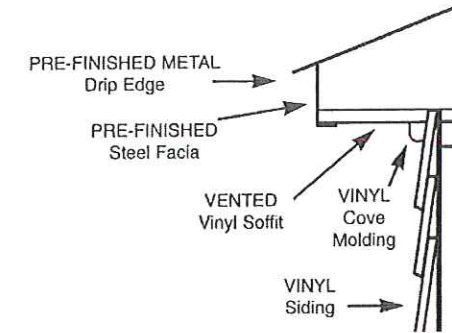 PRE-FINISHED METAL
Drip Edge
PRE-FINISHED
Steel Facia
VENTED
Vinyl Soffit
VINYL
Cove
Molding
VINYL
Siding